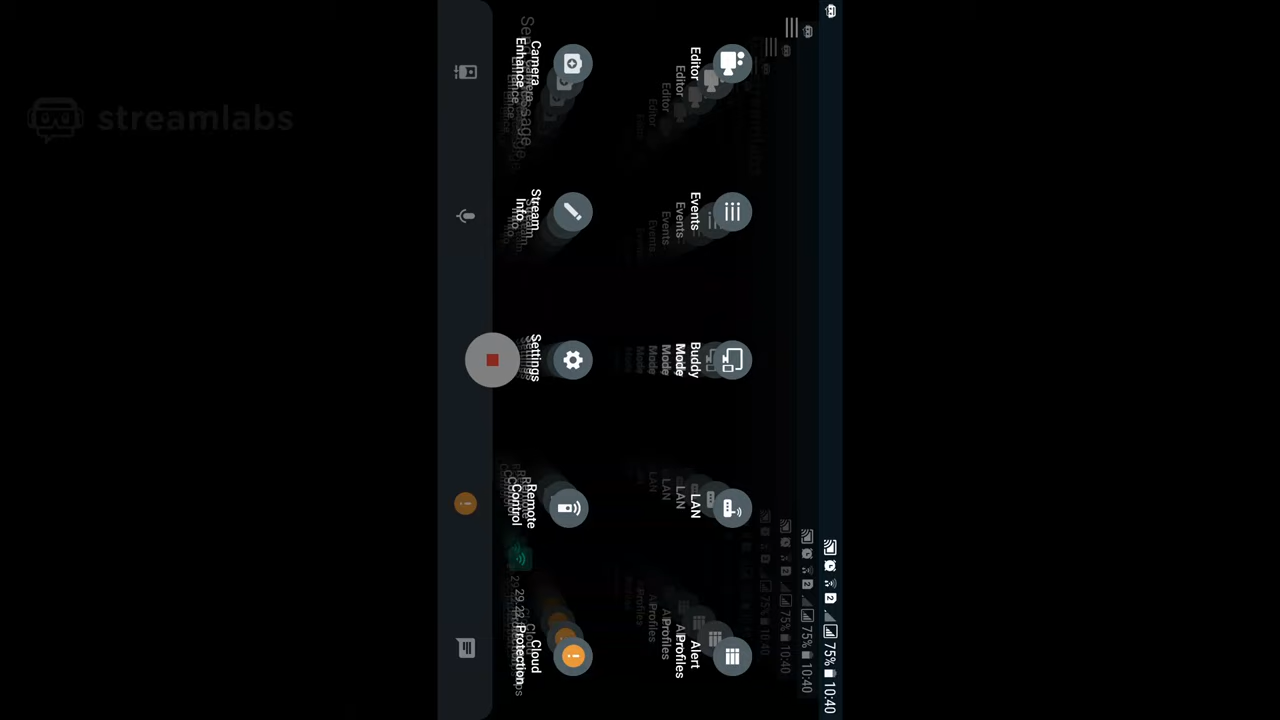 streamlabs
75% 10:40
Editor
Events
Buddy
Mode
LAN
Alert
Profiles
Camera
Enhance
Stream
Info
Settings
Remote
Control
Cloud
Protection